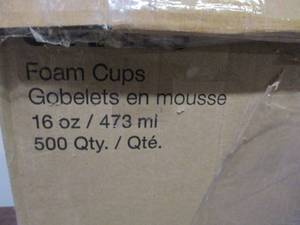 Foam Cups
Gobelets en mousse
16 oz / 473 ml
500 Qty. / Qté.